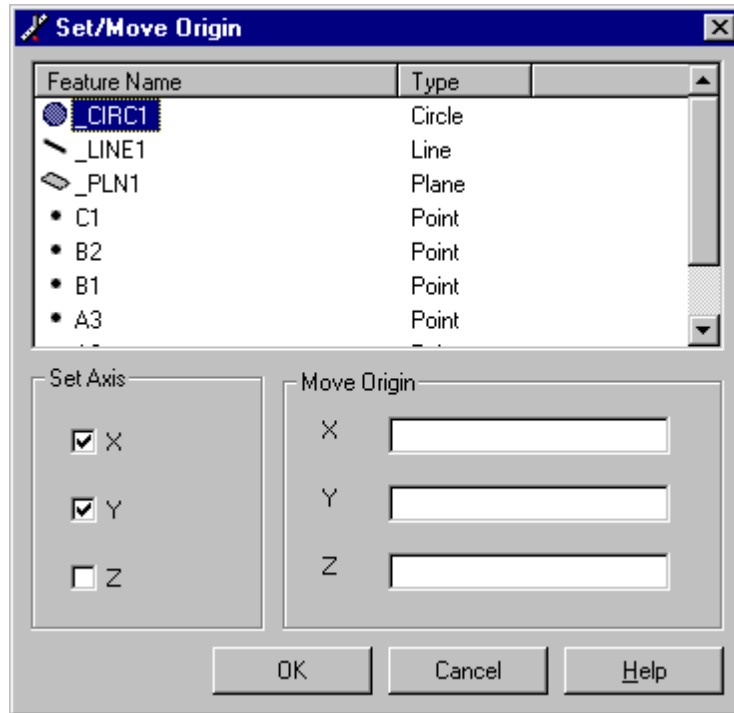 Set/Move Origin
Feature Name Type
_CIRC1 Circle
_LINE1 Line
_PLN1 Plane
C1 Point
B2 Point
B1 Point
A3 Point
Set Axis
X
Y
Z
Move Origin
X
Y
Z
OK Cancel Help